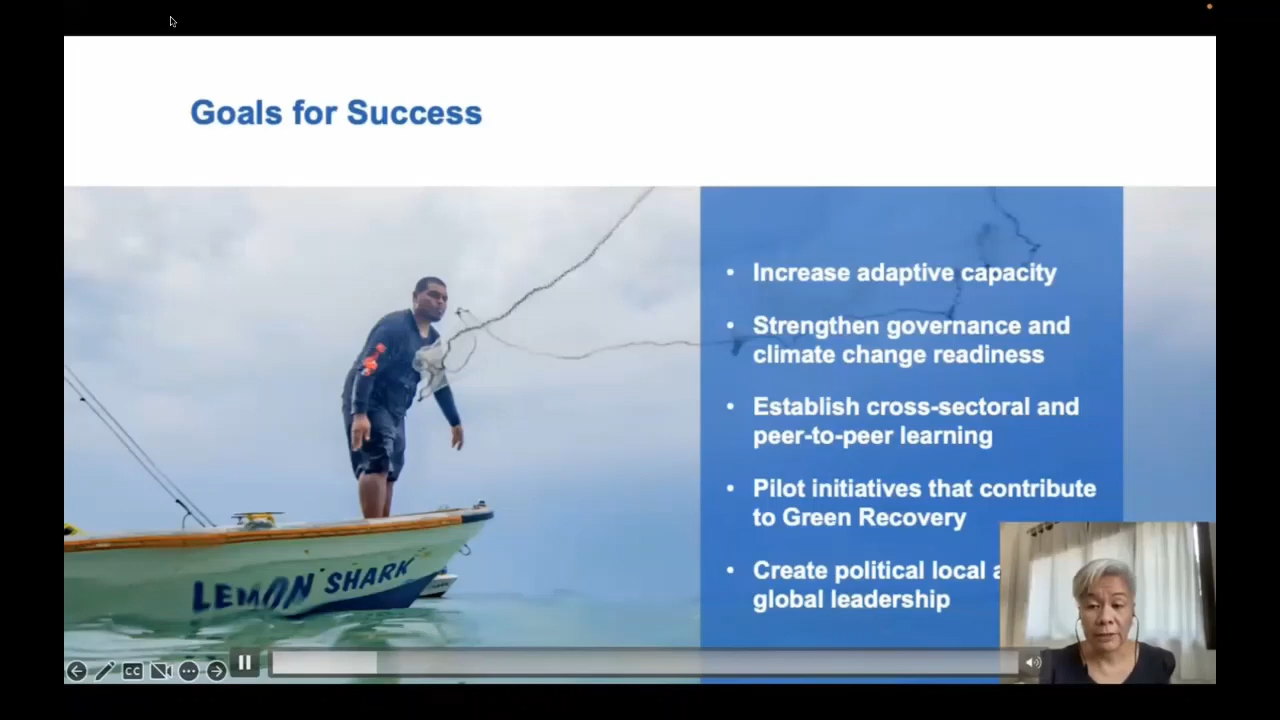 Goals for Success
• Increase adaptive capacity
• Strengthen governance and
climate change readiness
• Establish cross-sectoral and
peer-to-peer learning
• Pilot initiatives that contribute
to Green Recovery
• Create political local
global leadership
LEMON SHARK
CC